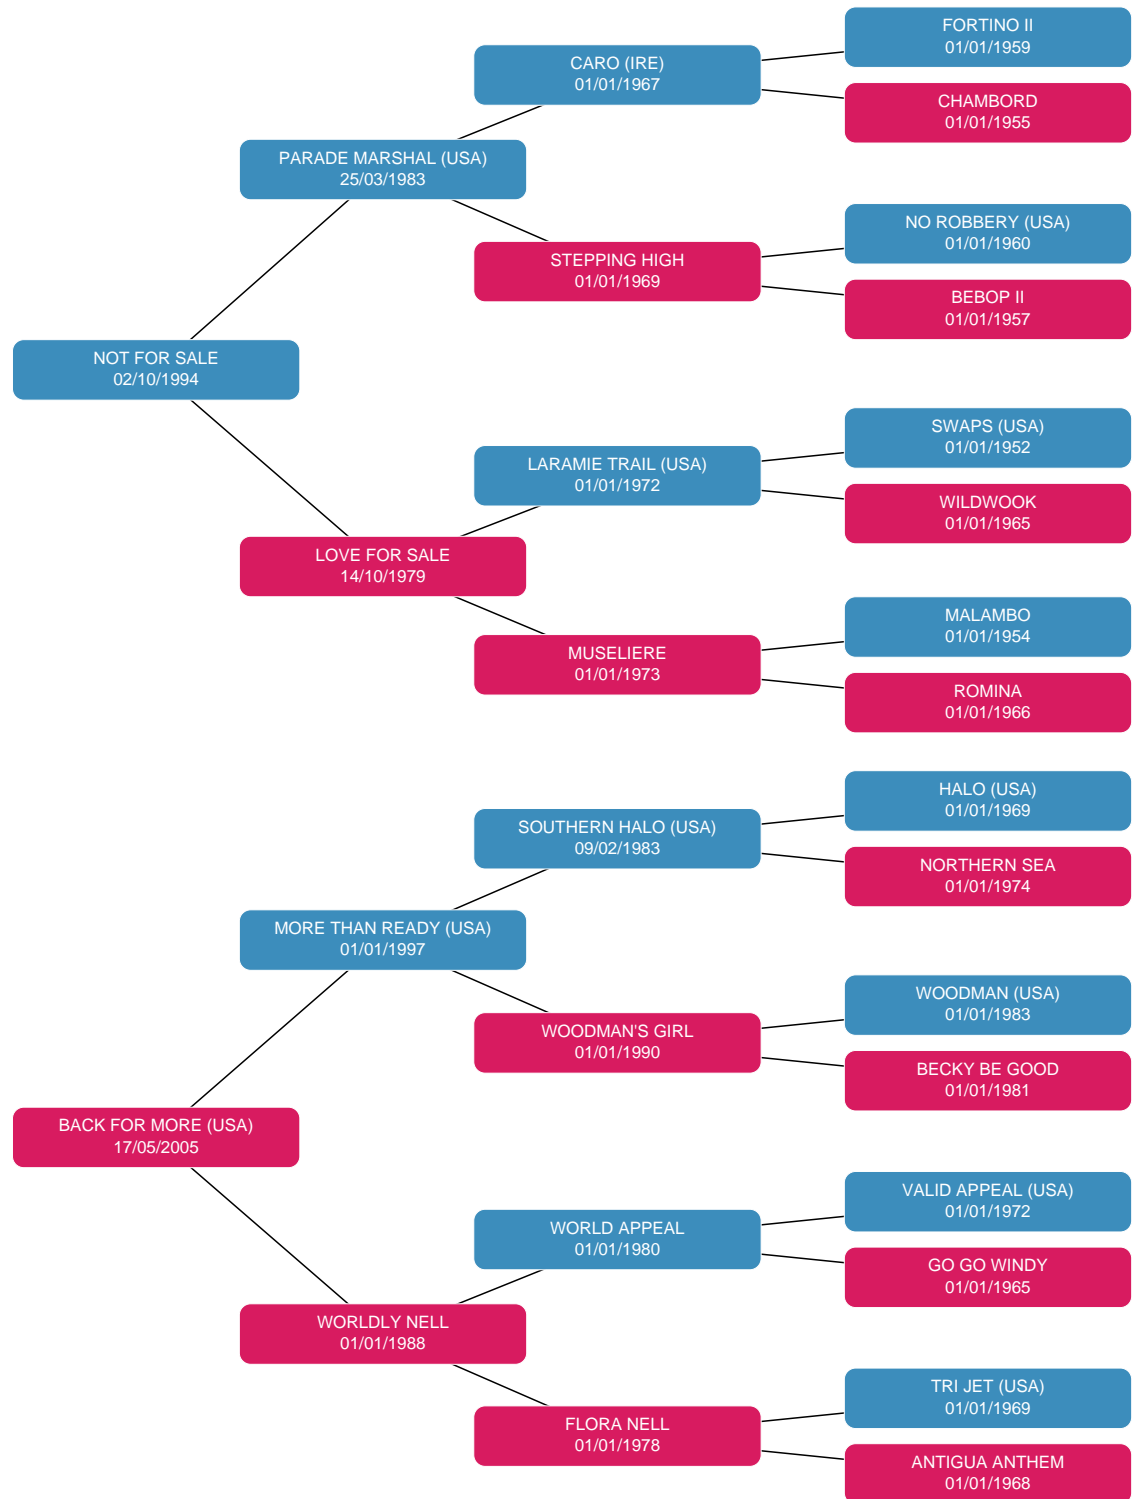 FORTINO II
01/01/1959
CARO (IRE)
01/01/1967
CHAMBORD
01/01/1955
PARADE MARSHAL (USA)
25/03/1983
NO ROBBERY (USA)
01/01/1960
STEPPING HIGH
01/01/1969
BEBOP II
01/01/1957
NOT FOR SALE
02/10/1994
SWAPS (USA)
01/01/1952
LARAMIE TRAIL (USA)
01/01/1972
WILDWOOK
01/01/1965
LOVE FOR SALE
14/10/1979
MALAMBO
01/01/1954
MUSELIERE
01/01/1973
ROMINA
01/01/1966
HALO (USA)
01/01/1969
SOUTHERN HALO (USA)
09/02/1983
NORTHERN SEA
01/01/1974
MORE THAN READY (USA)
01/01/1997
WOODMAN (USA)
01/01/1983
WOODMAN'S GIRL
01/01/1990
BECKY BE GOOD
01/01/1981
BACK FOR MORE (USA)
17/05/2005
VALID APPEAL (USA)
01/01/1972
WORLD APPEAL
01/01/1980
GO GO WINDY
01/01/1965
WORLDLY NELL
01/01/1988
TRI JET (USA)
01/01/1969
FLORA NELL
01/01/1978
ANTIGUA ANTHEM
01/01/1968